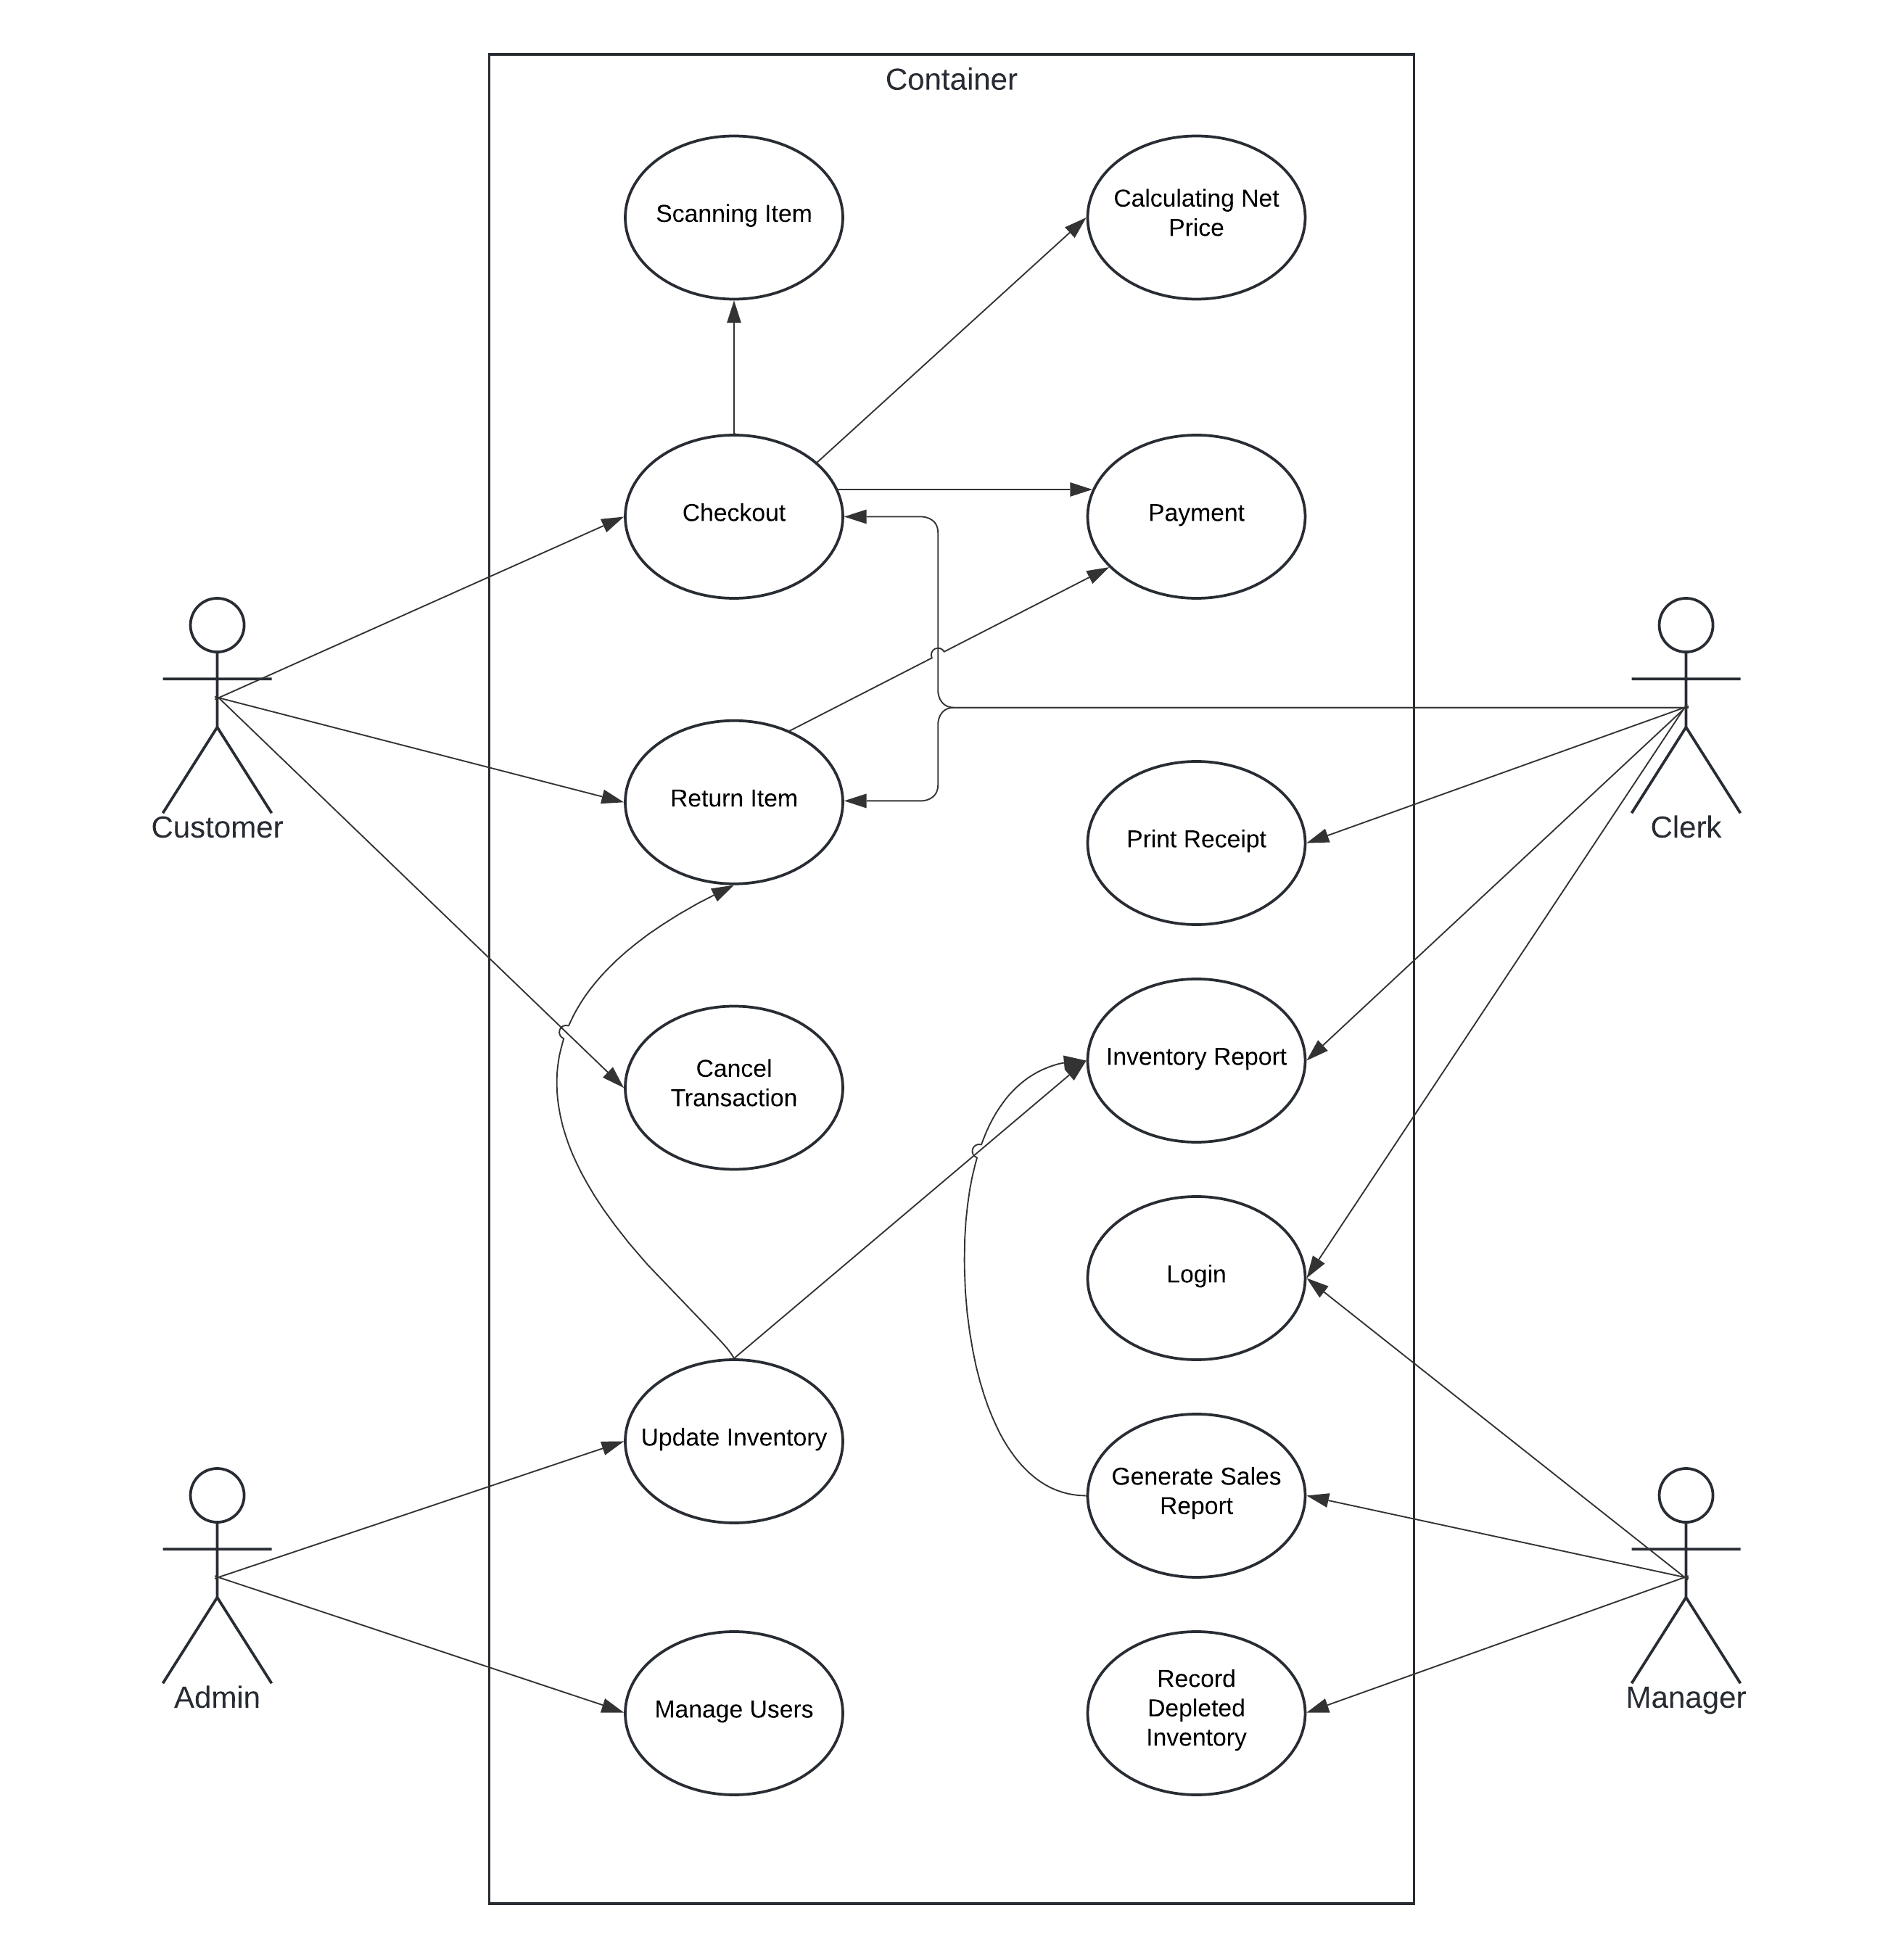 Container
Scanning Item
Calculating Net
Price
Checkout
Payment
Customer
Return Item
Print Receipt
Clerk
Cancel
Transaction
Inventory Report
Login
Update Inventory
Generate Sales
Report
Admin
Manage Users
Record
Depleted
Inventory
Manager